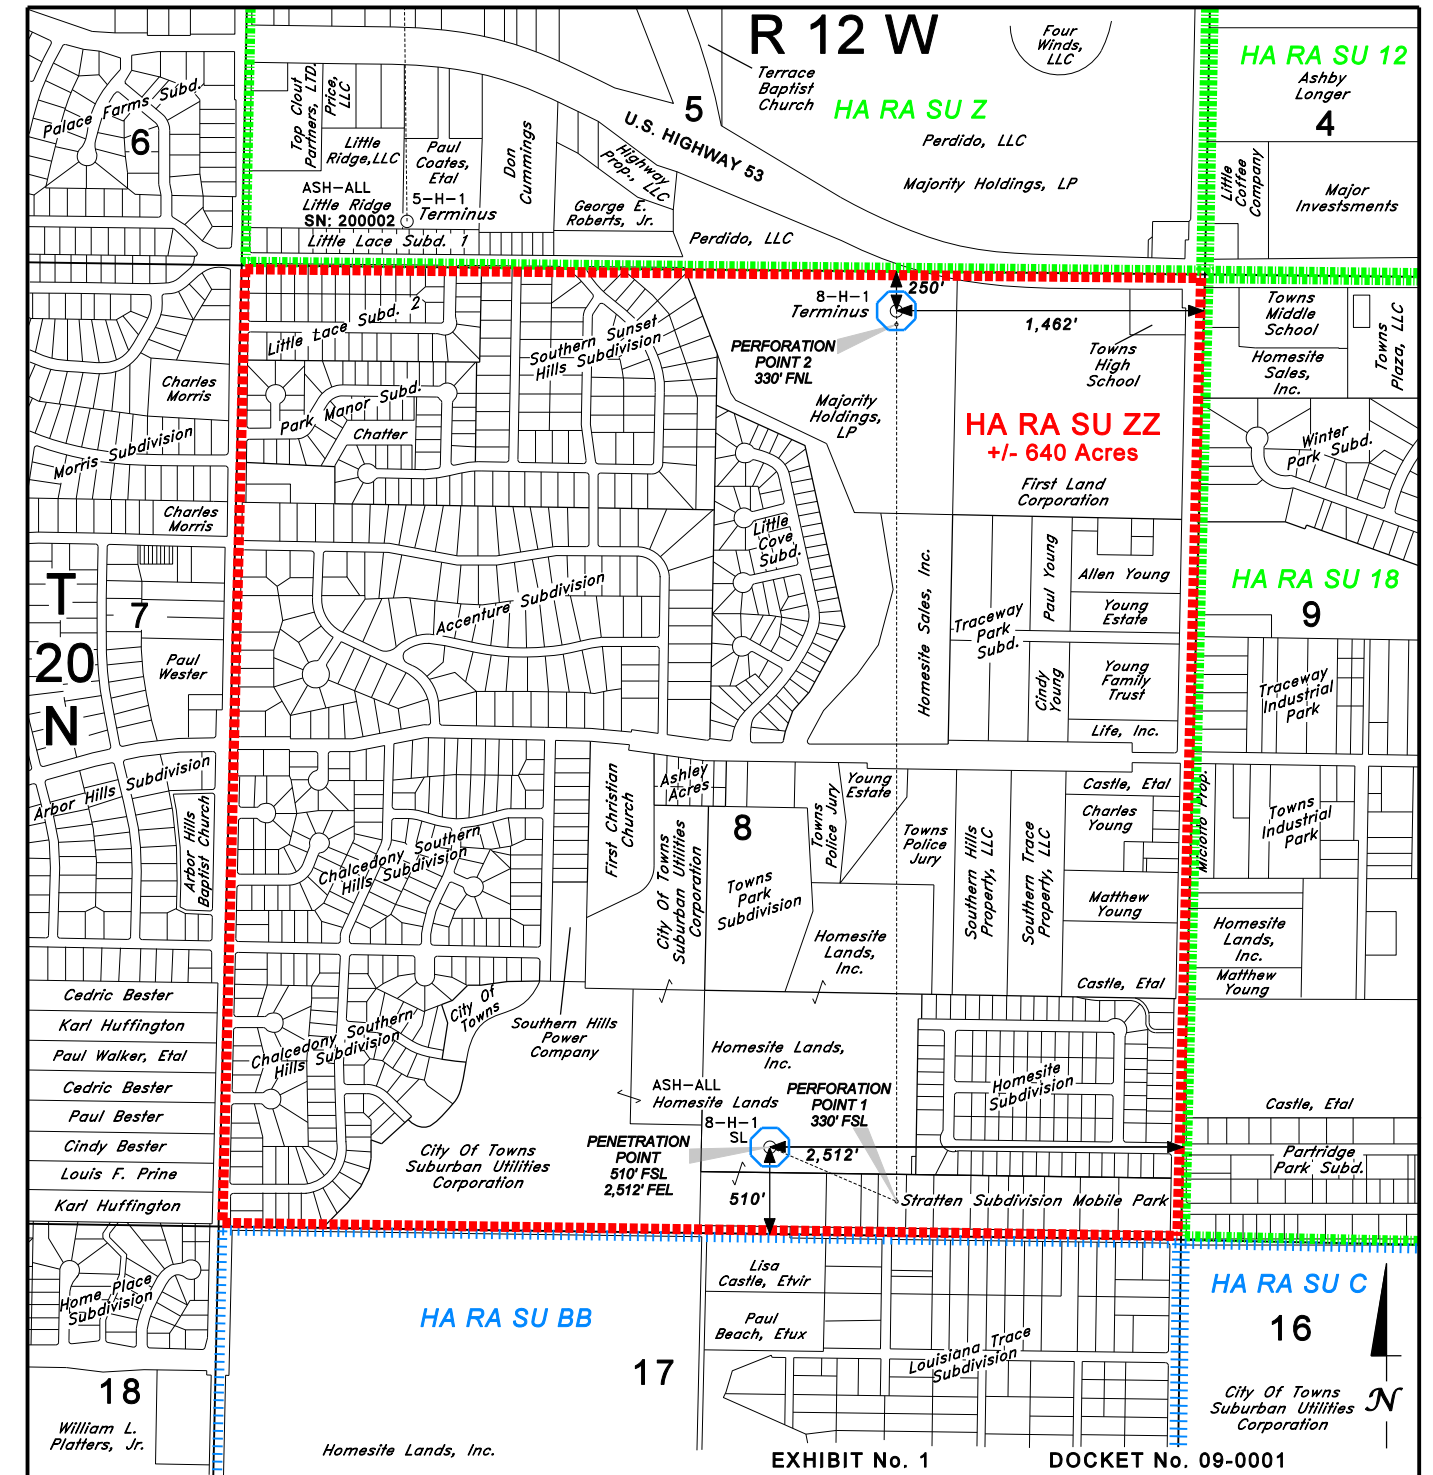 R 12 W
Four
Winds,
LLC
HA RA SU 12
Ashby
Longer
4
Terrace
Baptist
Church
5
HA RA SU Z
U.S. HIGHWAY 53
Perdido, LLC
Majority Holdings, LP
Palace Farms Subd.
6
Top Clout
Partners, LTD.
Price,
LLC
Little
Ridge,LLC
Paul
Coates,
Etal
Don
Cummings
Highway
Prop., LLC
George E.
Roberts, Jr.
ASH-ALL
Little Ridge
SN: 200002
5-H-1
Terminus
Little Lace Subd. 1
Perdido, LLC
Little
Coffee
Company
Major
Investsments
8-H-1
Terminus
250'
1,462'
PERFORATION
POINT 2
330' FNL
Towns
High
School
Towns
Middle
School
Homesite
Sales,
Inc.
Towns
Plaza, LLC
Little Lace Subd. 2
Southern Sunset
Hills Subdivision
Park Manor Subd.
Chatter
Charles
Morris
Morris Subdivision
Charles
Morris
Majority
Holdings,
LP
HA RA SU ZZ
+/- 640 Acres
First Land
Corporation
Winter
Park Subd.
Little
Cove
Subd.
T
20
N
7
Paul
Wester
Accenture Subdivision
Homesite Sales, Inc.
Traceway
Park
Subd.
Paul Young
Allen Young
Young
Estate
Cindy
Young
Young
Family
Trust
Life, Inc.
HA RA SU 18
9
Traceway
Industrial
Park
Arbor Hills Subdivision
Arbor Hills
Baptist Church
First Christian
Church
Ashley
Acres
City Of Towns
Suburban Utilities
Corporation
8
Towns
Park
Subdivision
Towns
Police Jury
Young
Estate
Towns
Police
Jury
Southern Hills
Property, LLC
Southern Trace
Property, LLC
Castle, Etal
Charles
Young
Matthew
Young
Castle, Etal
Miciotto Prop.
Towns
Industrial
Park
Homesite
Lands,
Inc.
Matthew
Young
Chalcedony Southern
Hills Subdivision
Homesite
Lands,
Inc.
Cedric Bester
Karl Huffington
Paul Walker, Etal
Cedric Bester
Paul Bester
Cindy Bester
Louis F. Prine
Karl Huffington
Chalcedony Southern
Hills Subdivision
City Of
Towns
Southern Hills
Power
Company
Homesite Lands,
Inc.
Homesite
Subdivision
ASH-ALL
Homesite Lands
8-H-1
SL
PERFORATION
POINT 1
330' FSL
PENETRATION
POINT
510' FSL
2,512' FEL
2,512'
510'
City Of Towns
Suburban Utilities
Corporation
Stratten Subdivision Mobile Park
Castle, Etal
Partridge
Park Subd.
Home Place
Subdivision
18
William L.
Platters, Jr.
HA RA SU BB
17
Homesite Lands, Inc.
Lisa
Castle, Etvir
Paul
Beach, Etux
Louisiana Trace
Subdivision
HA RA SU C
16
City Of Towns
Suburban Utilities
Corporation
N
EXHIBIT No. 1
DOCKET No. 09-0001